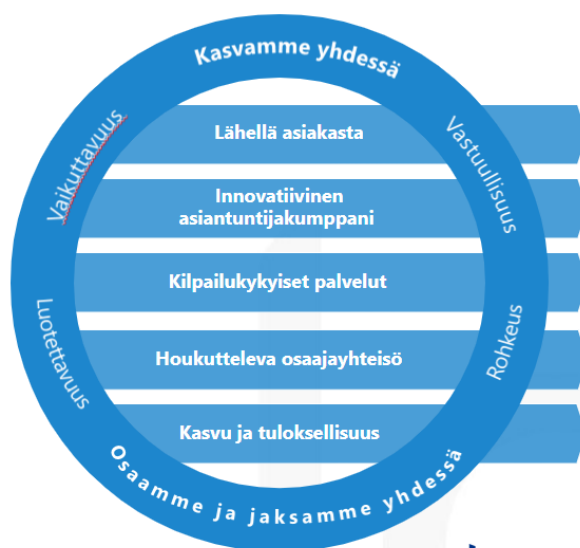 Kasvamme yhdessä
Vaikuttavuus
Vastuullisuus
Lähellä asiakasta
Innovatiivinen
asiantuntijakumppani
Kilpailukykyiset palvelut
Luotettavuus
Rohkeus
Houkutteleva osaajayhteisö
Kasvu ja tuloksellisuus
Osaamme ja jaksamme yhdessä